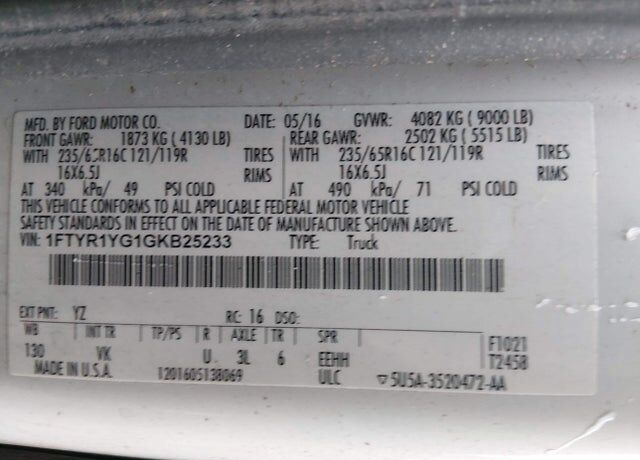 MFD. BY FORD MOTOR CO. DATE: 05/16 GVWR: 4082 KG ( 9000 LB)
FRONT GAWR: 1873 KG ( 4130 LB) REAR GAWR: 2502 KG ( 5515 LB)
WITH 235/65R16C 121/119R TIRES WITH 235/65R16C 121/119R TIRES
16X6.5J RIMS 16X6.5J RIMS
AT 340 kPa/ 49 PSI COLD AT 490 kPa/ 71 PSI COLD
THIS VEHICLE CONFORMS TO ALL APPLICABLE FEDERAL MOTOR VEHICLE
SAFETY STANDARDS IN EFFECT ON THE DATE OF MANUFACTURE SHOWN ABOVE.
VIN: 1FTYR1YG1GKB25233 TYPE: Truck
EXT PNT: YZ RC: 16 DSO:
WB INT TR TP/PS R AXLE TR SPR F1021
130 VK U 3L 6 EEHH T2458
MADE IN U.S.A. 1201605138069 ULC ▽5U5A-3520472-AA